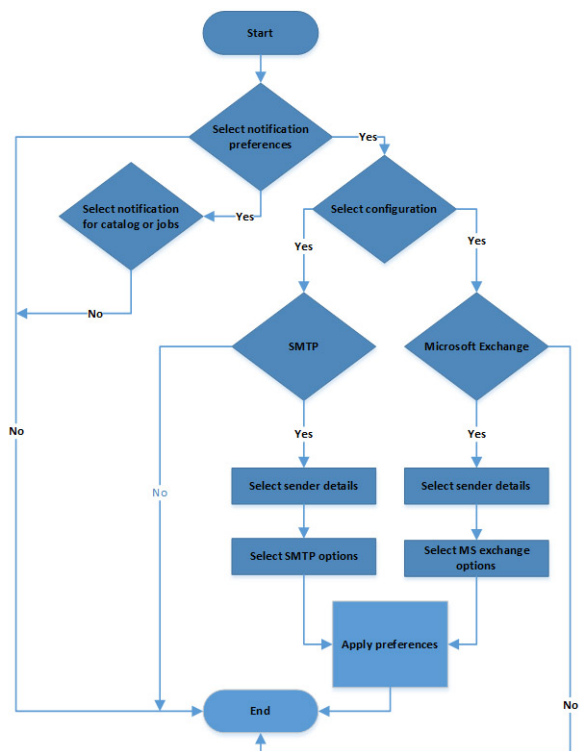 Start
Select notification
preferences
Yes
Select notification
for catalog or jobs
Yes
Select configuration
Yes
Yes
No
SMTP
Microsoft Exchange
No
Yes
Yes
No
Select sender details
Select sender details
Select SMTP options
Select MS exchange
options
Apply preferences
End
No